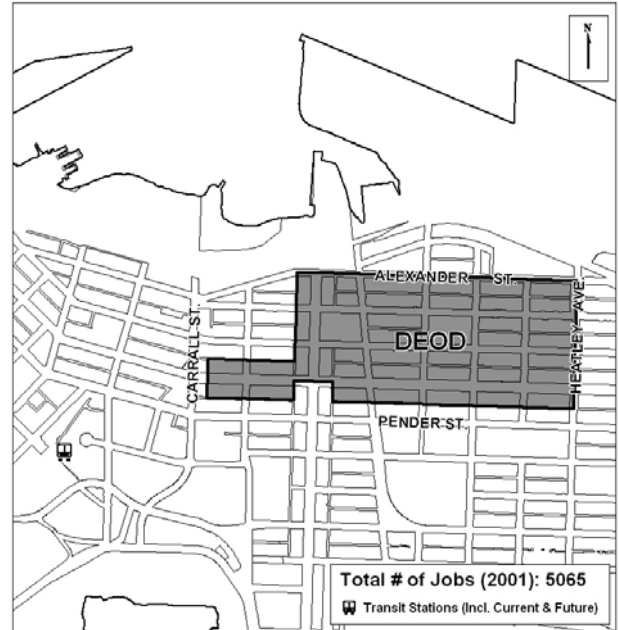 N
ALEXANDER ST.
CARRALL ST.
DEOD
HEATLEY AVE.
PENDER ST.
Total # of Jobs (2001): 5065
Transit Stations (Incl. Current & Future)